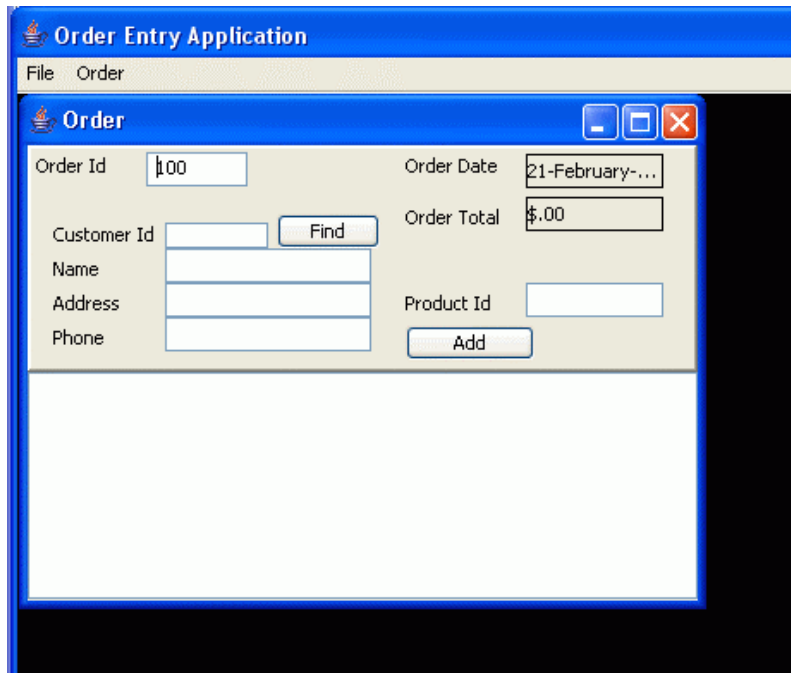 Order Entry Application
File Order
Order
Order Id 100 Order Date 21-February-...
Order Total $.00
Customer Id Find
Name
Address Product Id
Phone Add